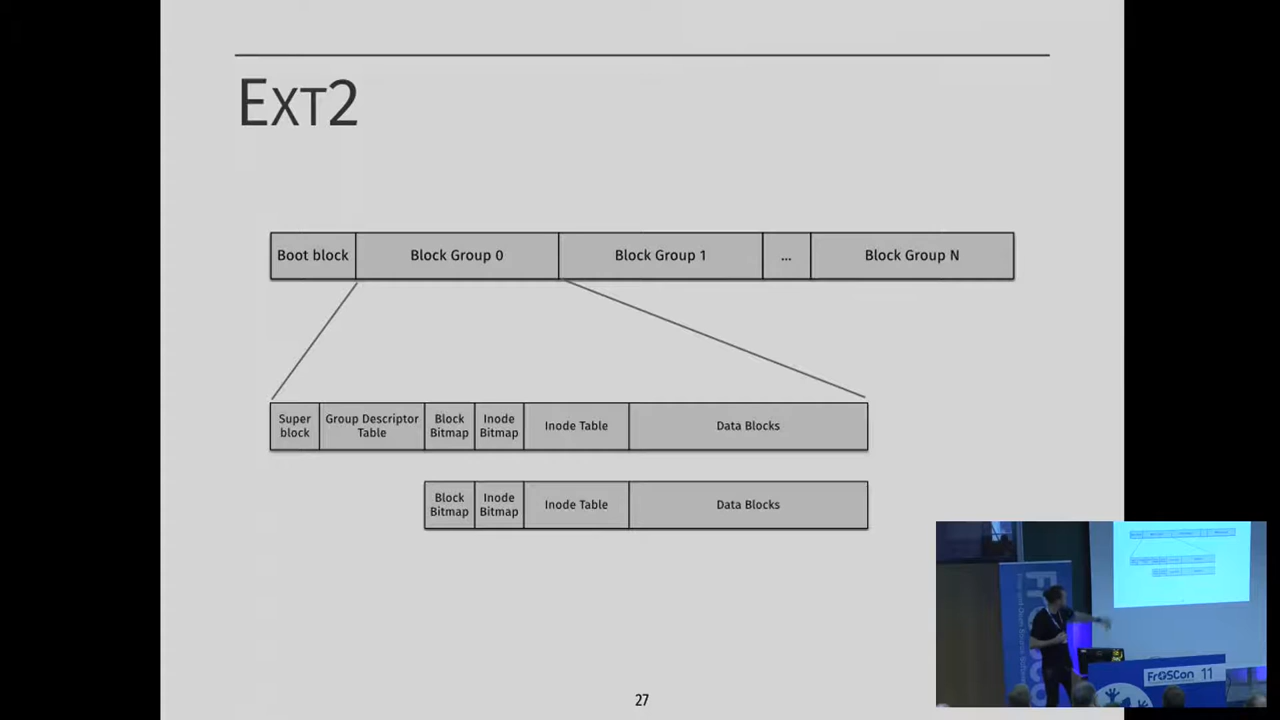 EXT2
Boot block
Block Group 0
Block Group 1
...
Block Group N
Super
block
Group Descriptor
Table
Block
Bitmap
Inode
Bitmap
Inode Table
Data Blocks
Block
Bitmap
Inode
Bitmap
Inode Table
Data Blocks
FrOSCon 11
27